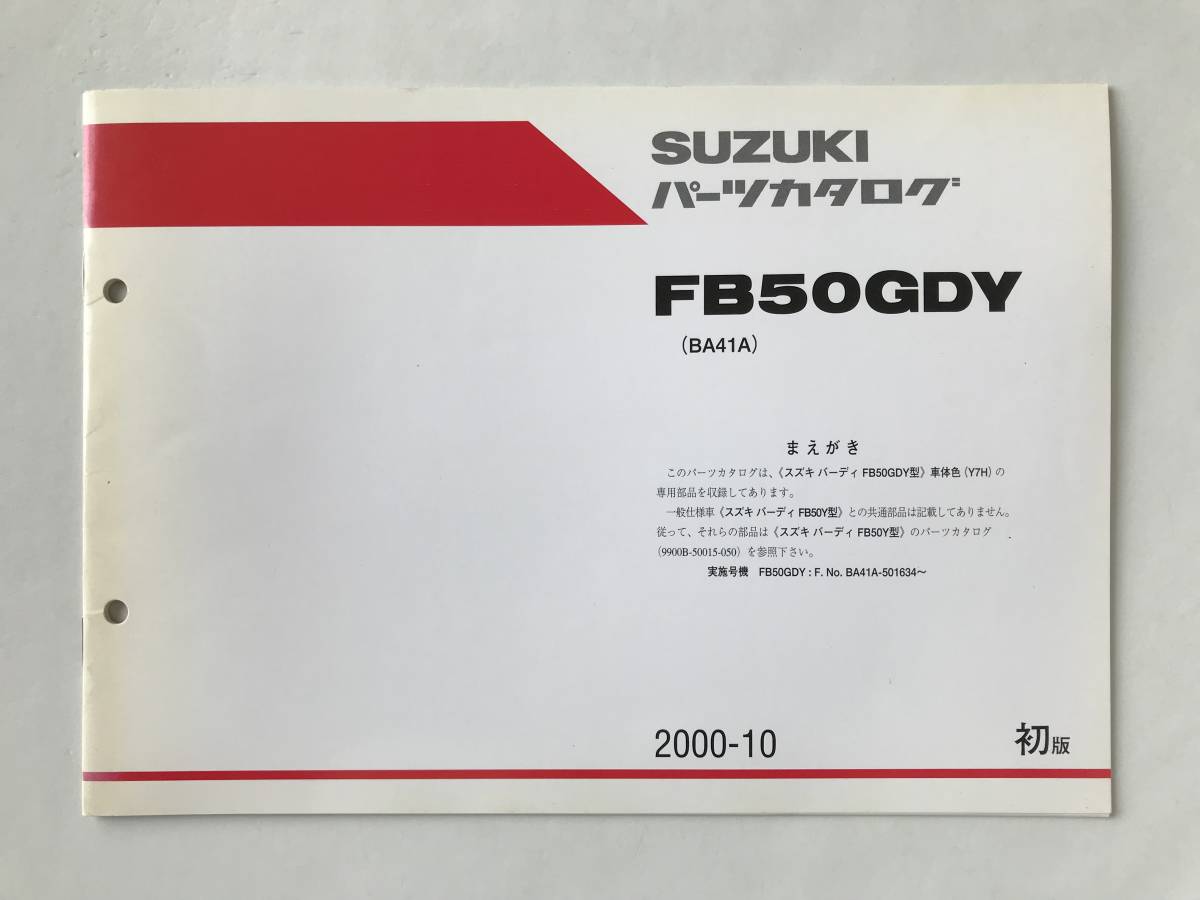 SUZUKI
パーツカタログ
FB50GDY
(BA41A)
まえがき
このパーツカタログは、《スズキ バーディ FB50GDY型》車体色(Y7H)の
専用部品を収録してあります。
一般仕様車《スズキ バーディ FB50Y型》との共通部品は記載してありません。
従って、それらの部品は《スズキ バーディ FB50Y型》のパーツカタログ
(9900B-50015-050)を参照下さい。
実施号機 FB50GDY : F. No. BA41A-501634〜
2000-10 初版